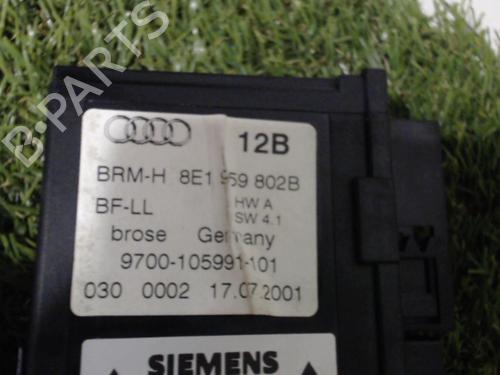 B-PARTS
12B
BRM-H 8E1 959 802B
BF-LL HW A
SW 4.1
brose Germany
9700-105991-101
030 0002 17.07.2001
SIEMENS